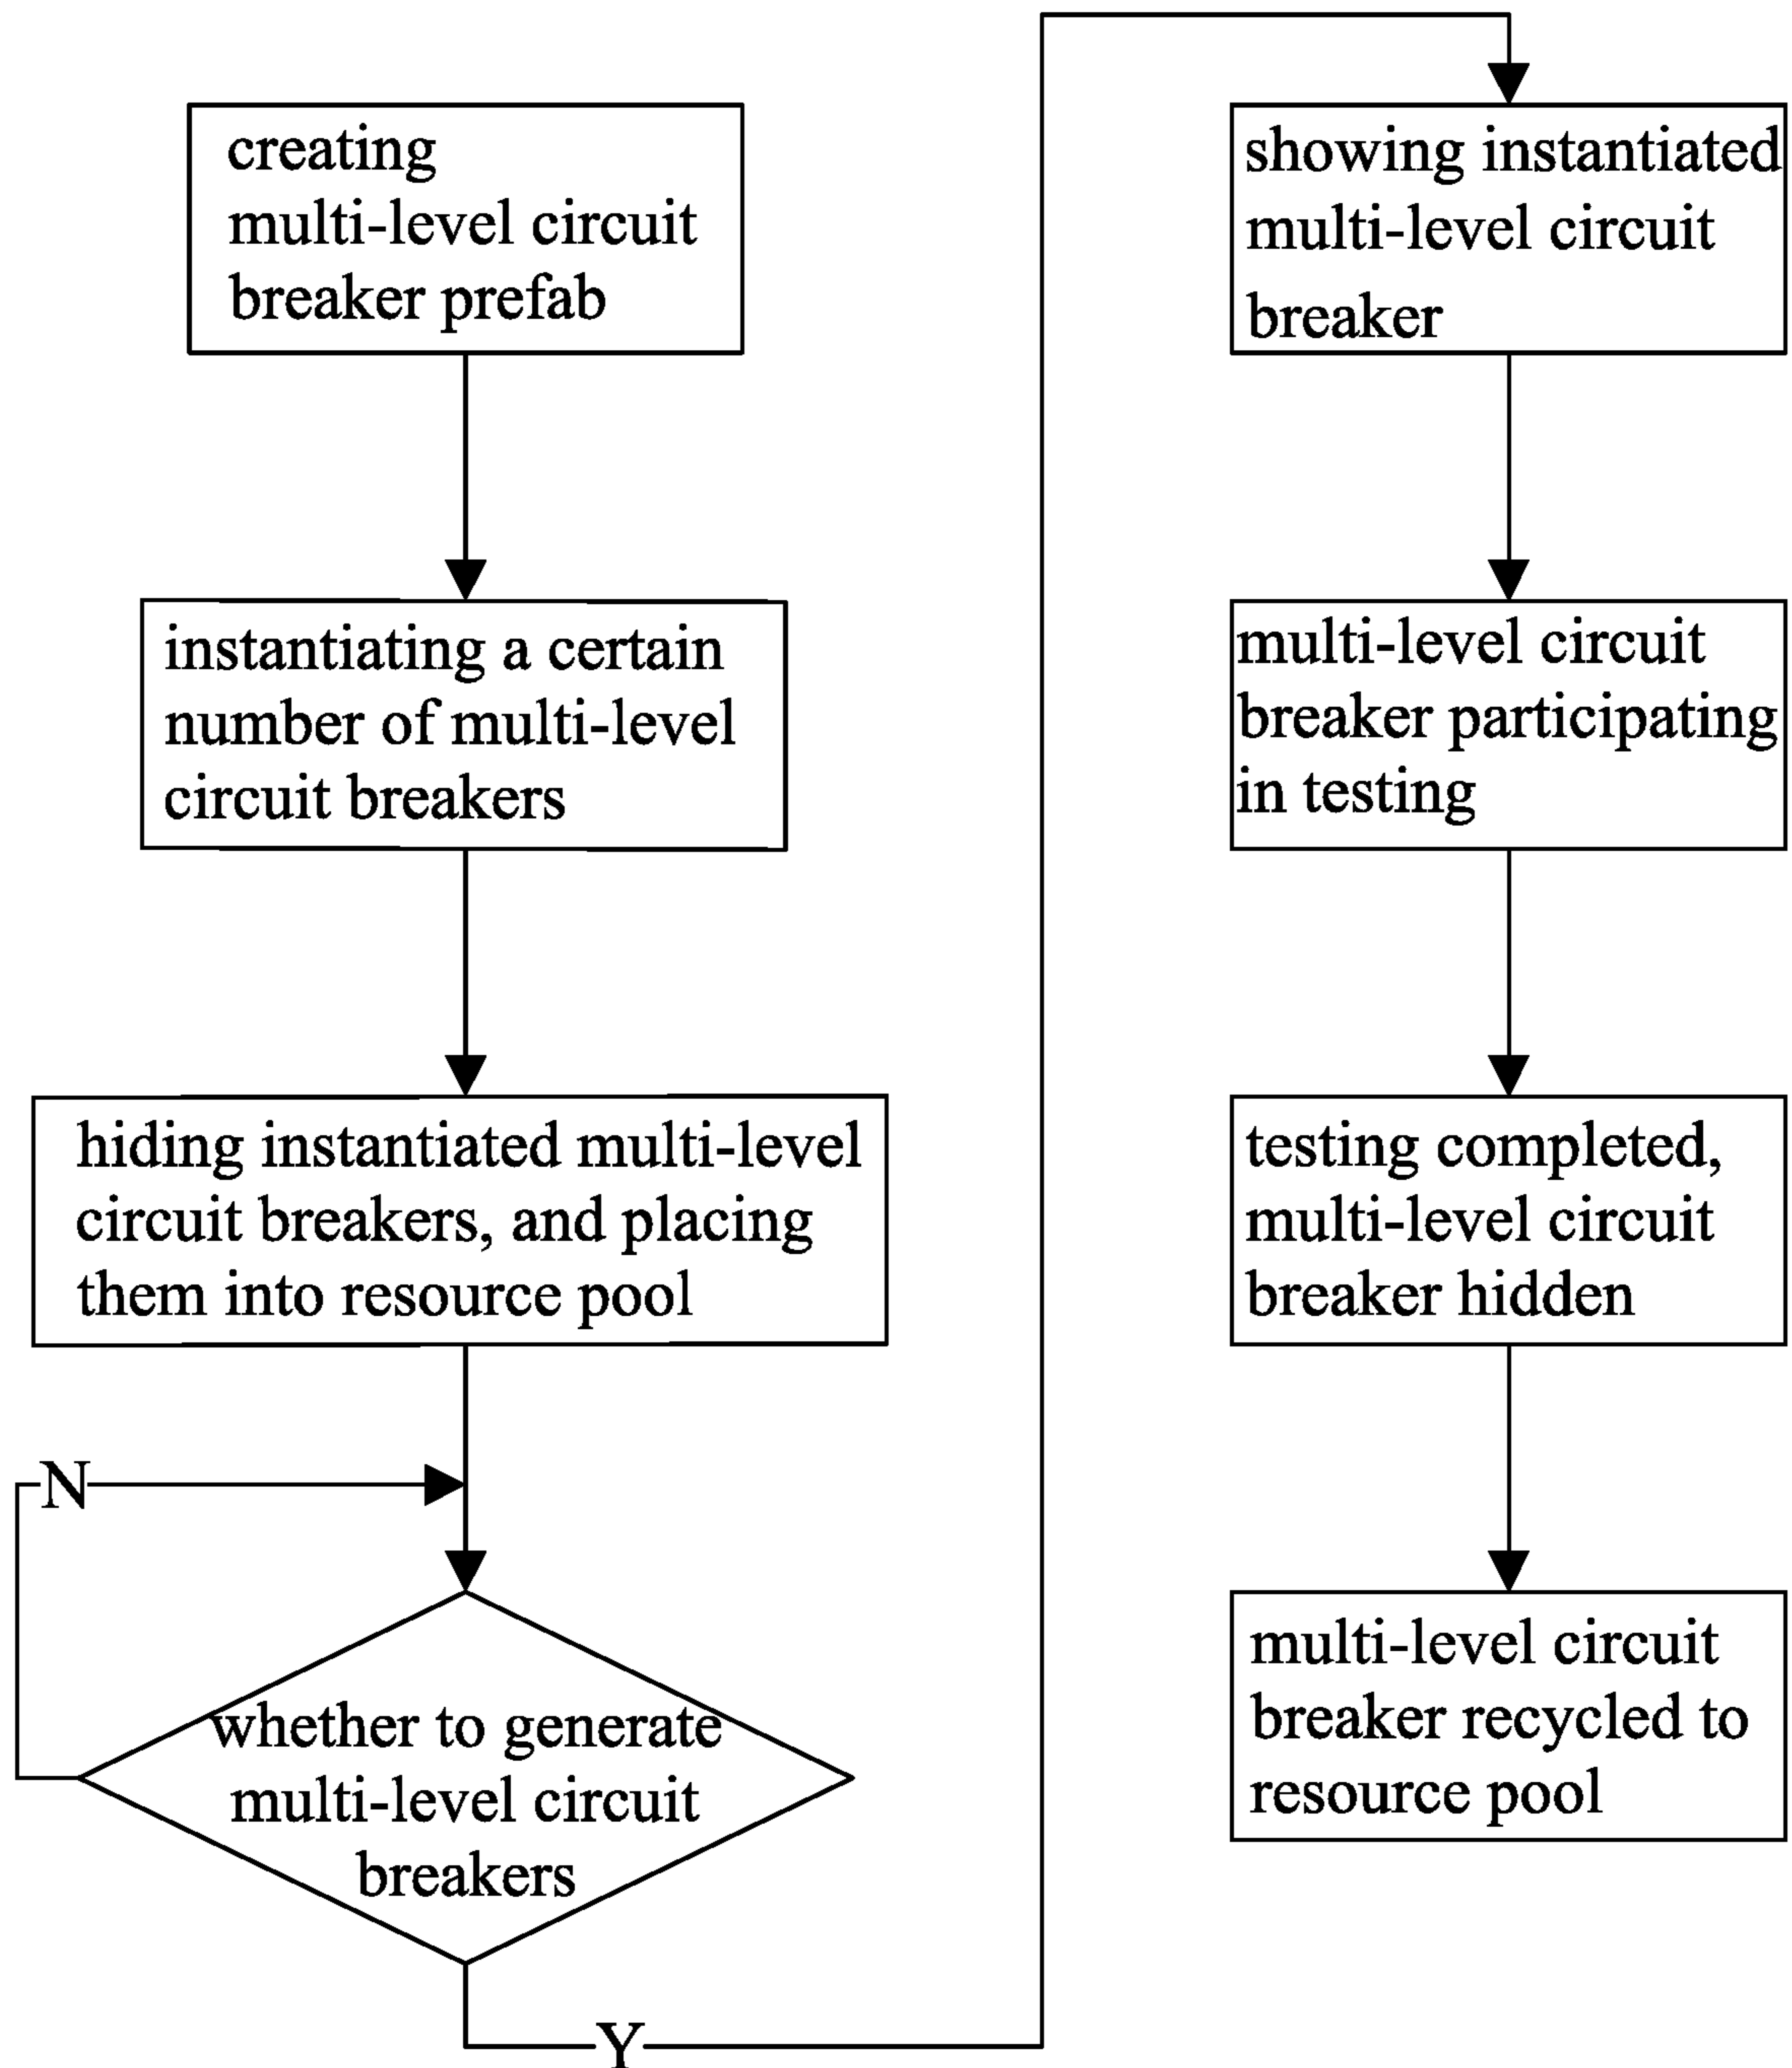 creating
multi-level circuit
breaker prefab
instantiating a certain
number of multi-level
circuit breakers
hiding instantiated multi-level
circuit breakers, and placing
them into resource pool
N
whether to generate
multi-level circuit
breakers
Y
showing instantiated
multi-level circuit
breaker
multi-level circuit
breaker participating
in testing
testing completed,
multi-level circuit
breaker hidden
multi-level circuit
breaker recycled to
resource pool